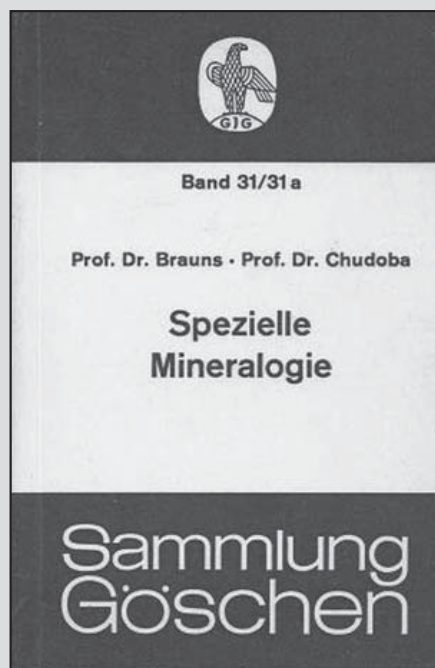 GJG
Band 31/31a
Prof. Dr. Brauns · Prof. Dr. Chudoba
Spezielle
Mineralogie
Sammlung
Göschen